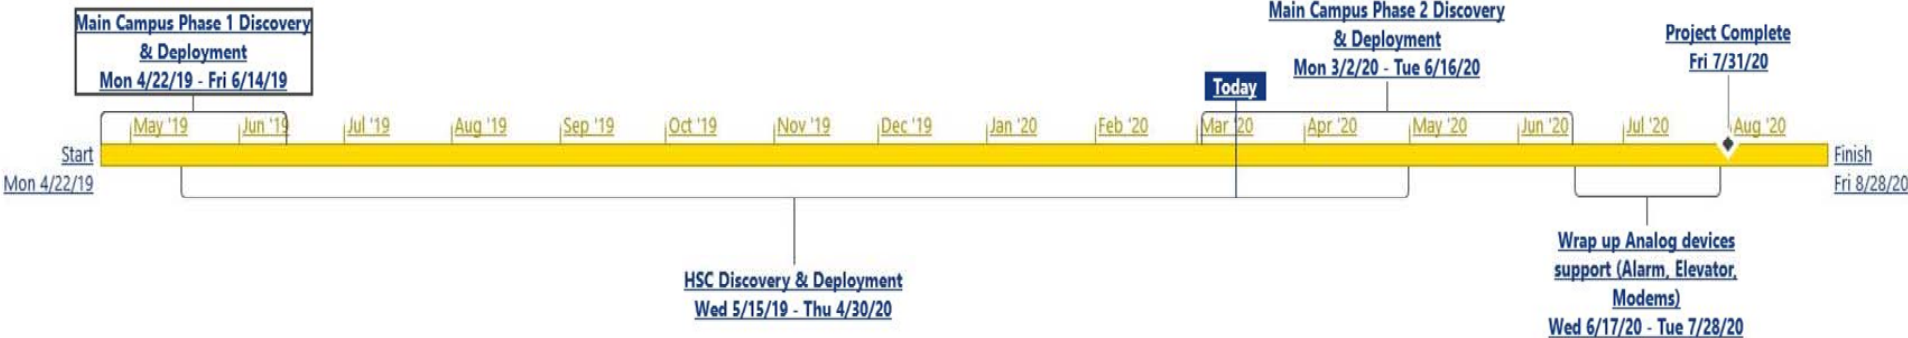 Main Campus Phase 1 Discovery
& Deployment
Mon 4/22/19 - Fri 6/14/19
Main Campus Phase 2 Discovery
& Deployment
Mon 3/2/20 - Tue 6/16/20
Project Complete
Fri 7/31/20
Today
May '19 Jun '19 Jul '19 Aug '19 Sep '19 Oct '19 Nov '19 Dec '19 Jan '20 Feb '20 Mar '20 Apr '20 May '20 Jun '20 Jul '20 Aug '20
Start
Mon 4/22/19
Finish
Fri 8/28/20
HSC Discovery & Deployment
Wed 5/15/19 - Thu 4/30/20
Wrap up Analog devices
support (Alarm, Elevator,
Modems)
Wed 6/17/20 - Tue 7/28/20